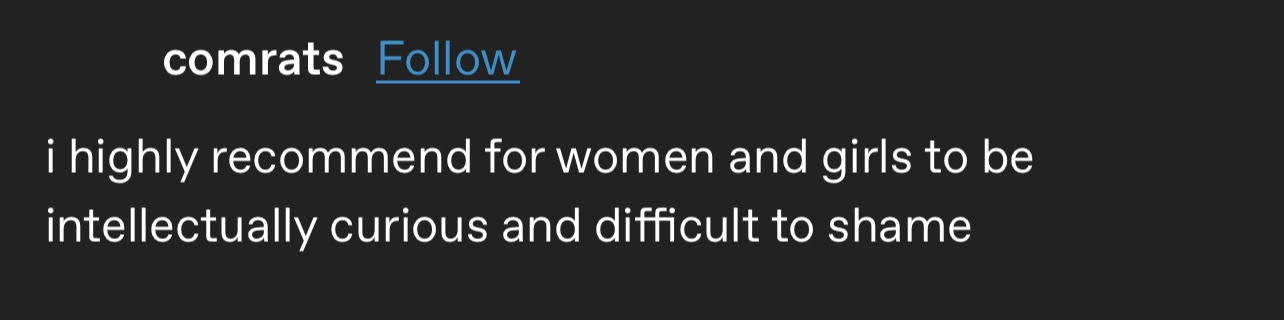 comrats Follow
i highly recommend for women and girls to be
intellectually curious and difficult to shame